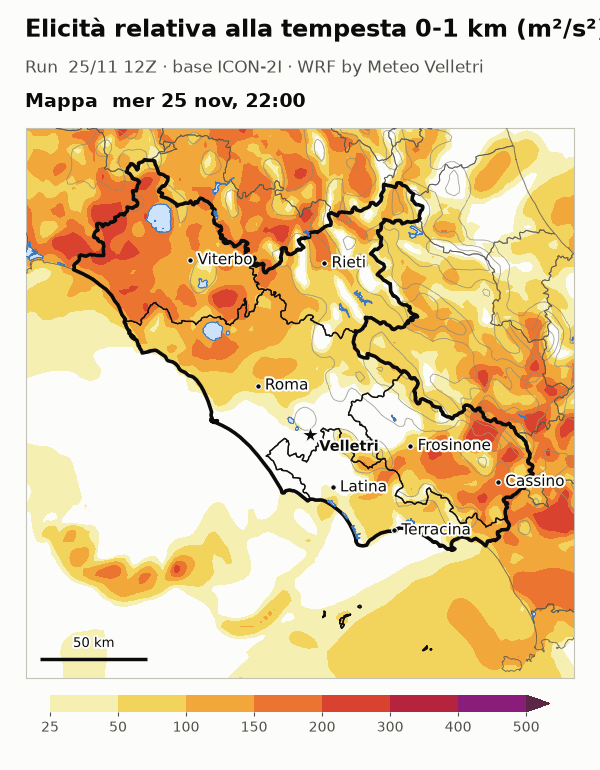 Elicità relativa alla tempesta 0-1 km (m²/s²)
Run  25/11 12Z · base ICON-2I · WRF by Meteo Velletri
Mappa  mer 25 nov, 22:00
Viterbo
Rieti
Roma
Velletri
Frosinone
Latina
Cassino
Terracina
50 km
25 50 100 150 200 300 400 500